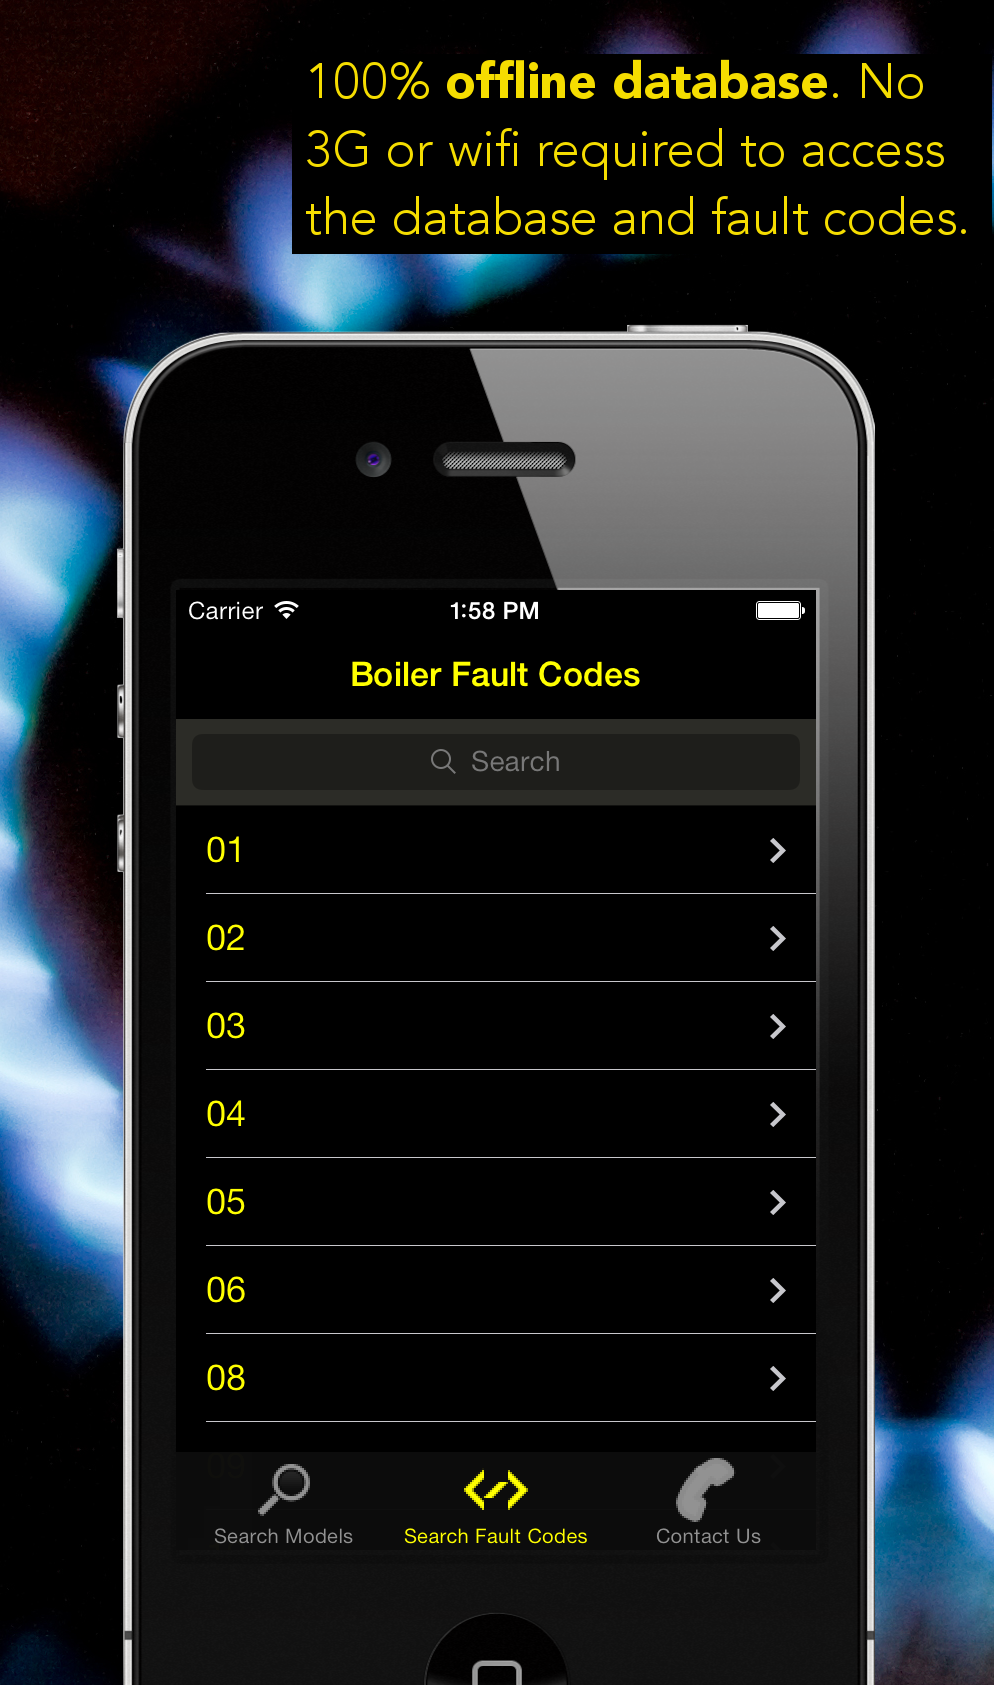 100% offline database. No
3G or wifi required to access
the database and fault codes.
Carrier 1:58 PM
Boiler Fault Codes
Search
01
02
03
04
05
06
08
09
Search Models Search Fault Codes Contact Us